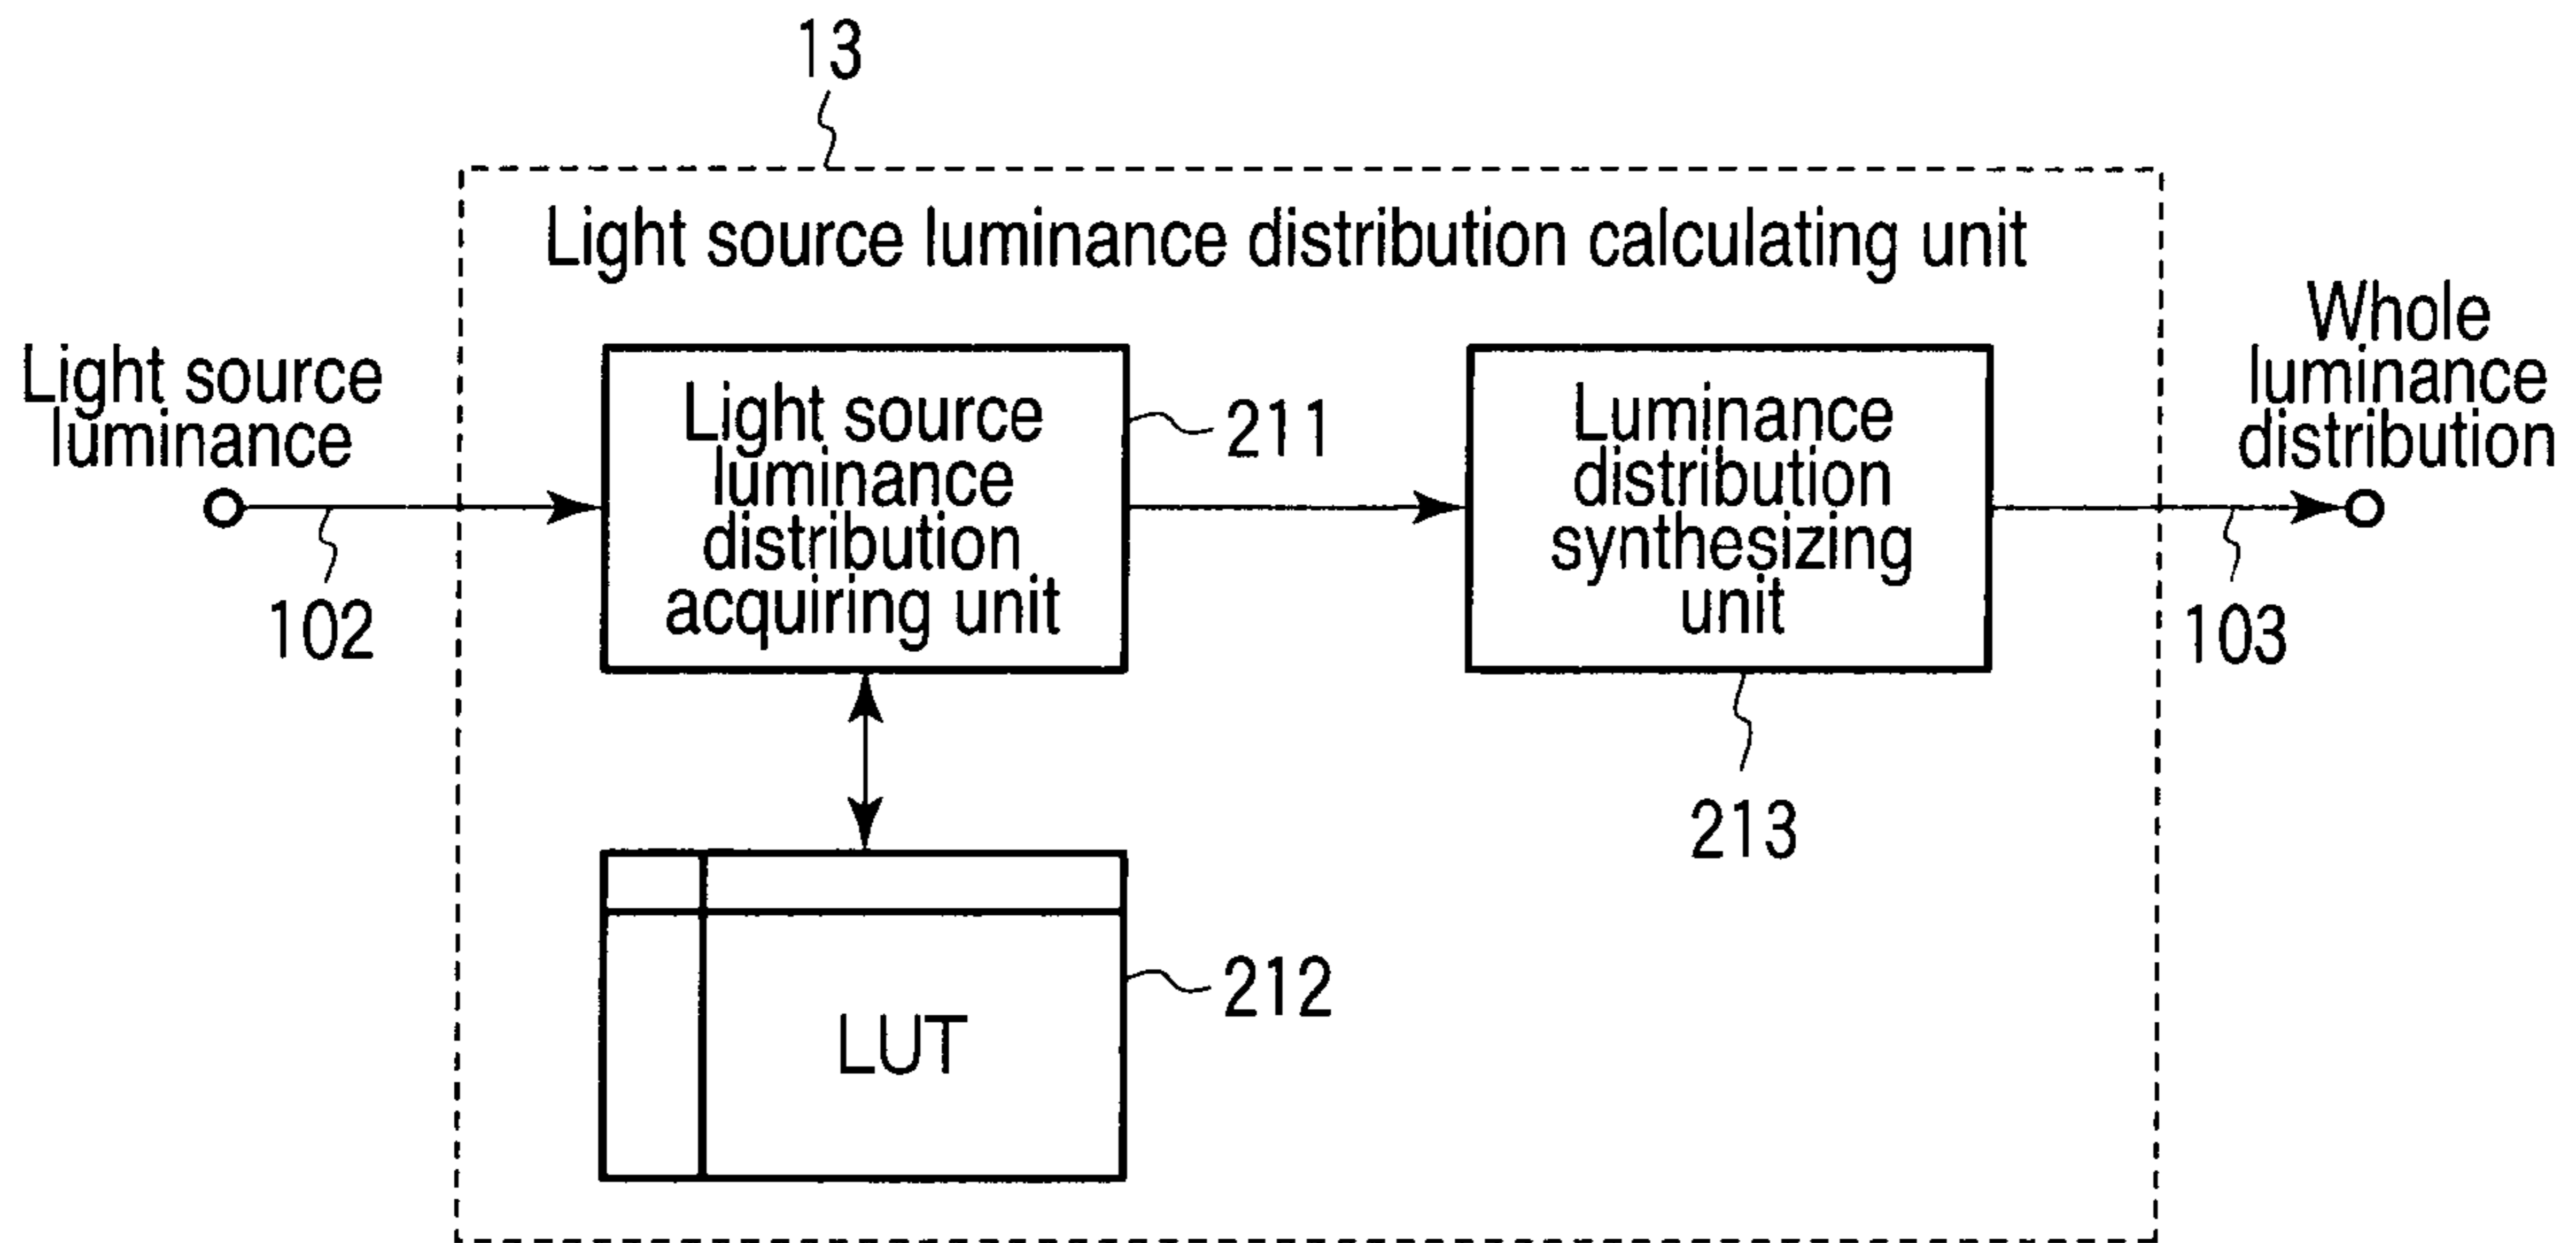 13
Light source luminance distribution calculating unit
Light source
luminance
102
Light source
luminance
distribution
acquiring unit
211
Luminance
distribution
synthesizing
unit
213
Whole
luminance
distribution
103
LUT
212